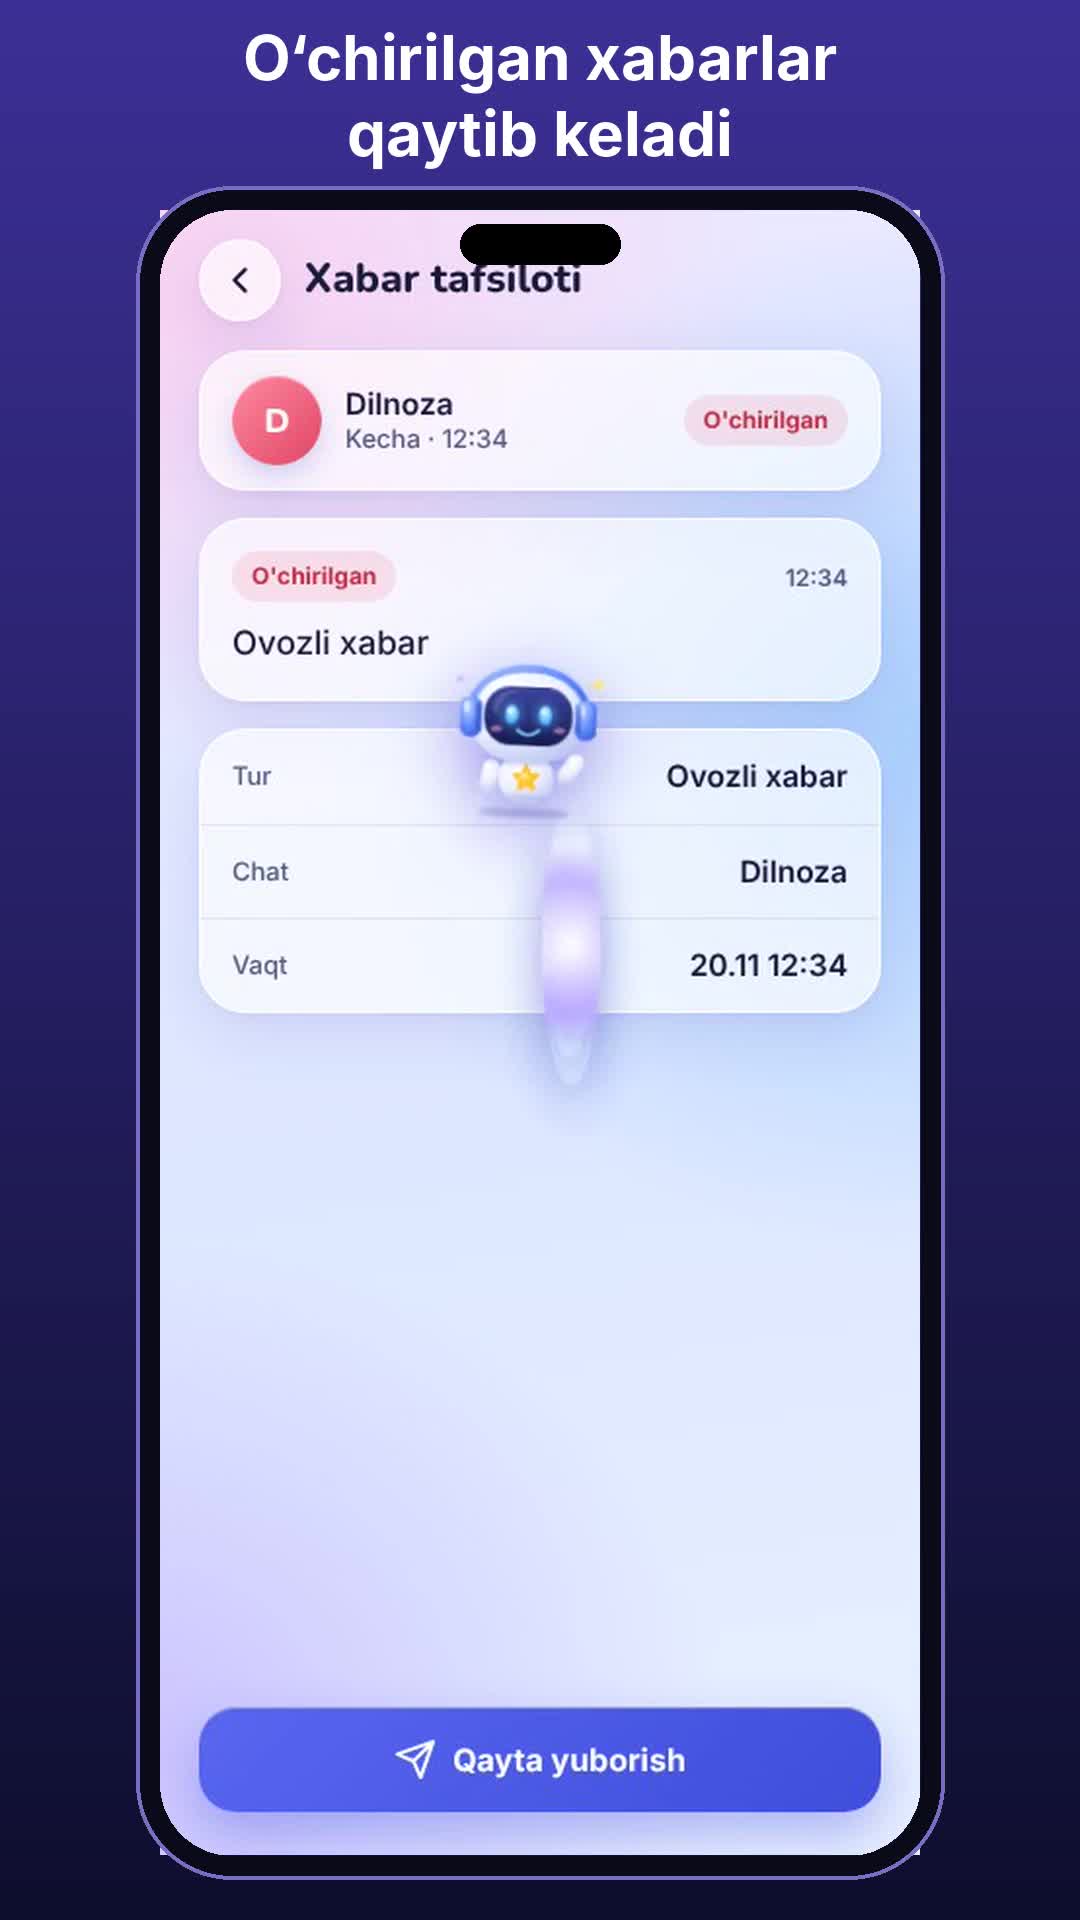 O‘chirilgan xabarlar
qaytib keladi
Xabar tafsiloti
D
Dilnoza
Kecha · 12:34
O'chirilgan
O'chirilgan
12:34
Ovozli xabar
Tur
Ovozli xabar
Chat
Dilnoza
Vaqt
20.11 12:34
Qayta yuborish